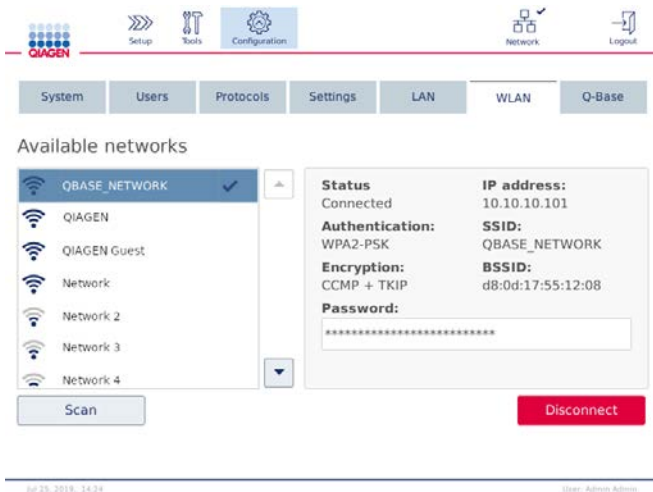 QIAGEN
Setup
Tools
Configuration
Network
Logout
System Users Protocols Settings LAN WLAN Q-Base
Available networks
QBASE_NETWORK
QIAGEN
QIAGEN Guest
Network
Network 2
Network 3
Network 4
Status
Connected
Authentication:
WPA2-PSK
Encryption:
CCMP + TKIP
Password:
**************************
IP address:
10.10.10.101
SSID:
QBASE_NETWORK
BSSID:
d8:0d:17:55:12:08
Scan
Disconnect
Jul 25, 2019, 14:24
User: Admin Admin